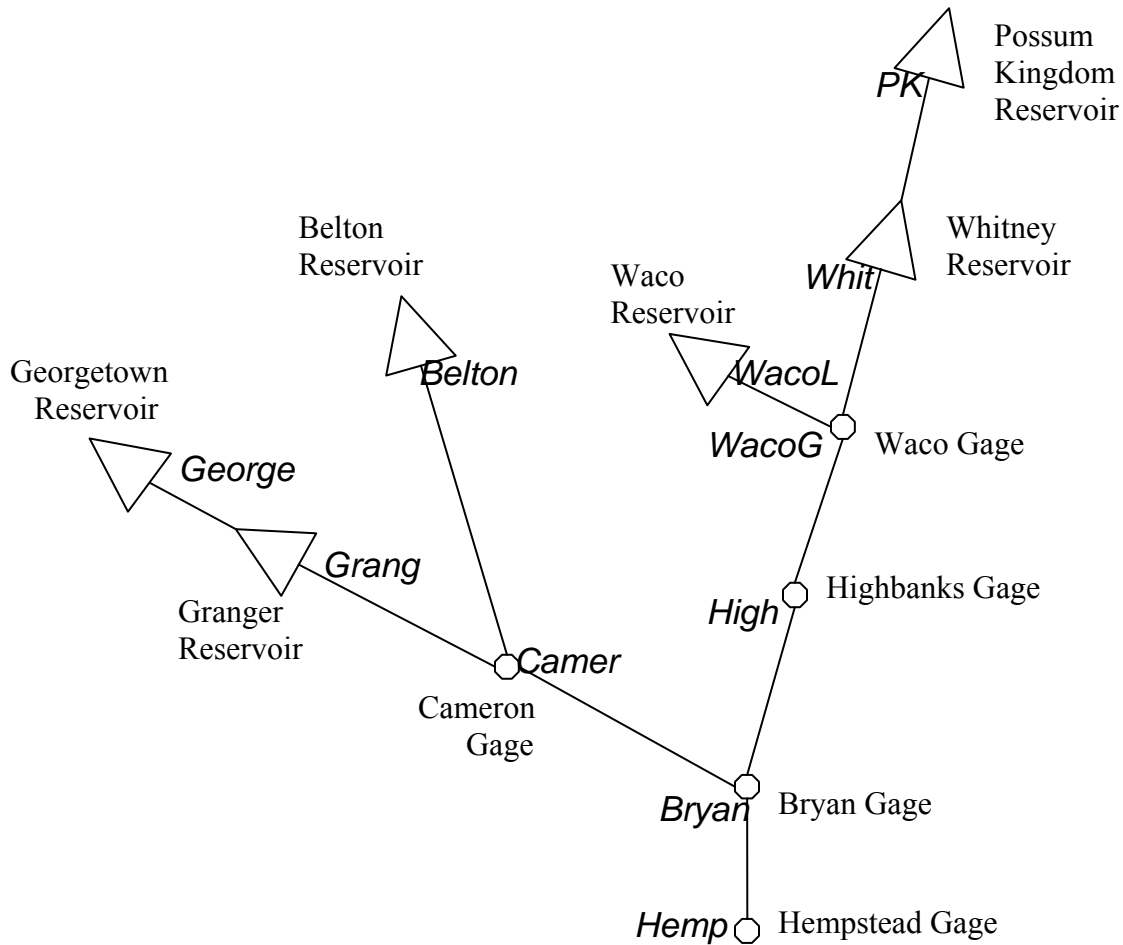 Possum
Kingdom
Reservoir
PK
Belton
Reservoir
Whitney
Reservoir
Whit
Waco
Reservoir
Georgetown
Reservoir
Belton
WacoL
WacoG
Waco Gage
George
Grang
Granger
Reservoir
Highbanks Gage
High
Camer
Cameron
Gage
Bryan
Bryan Gage
Hemp
Hempstead Gage